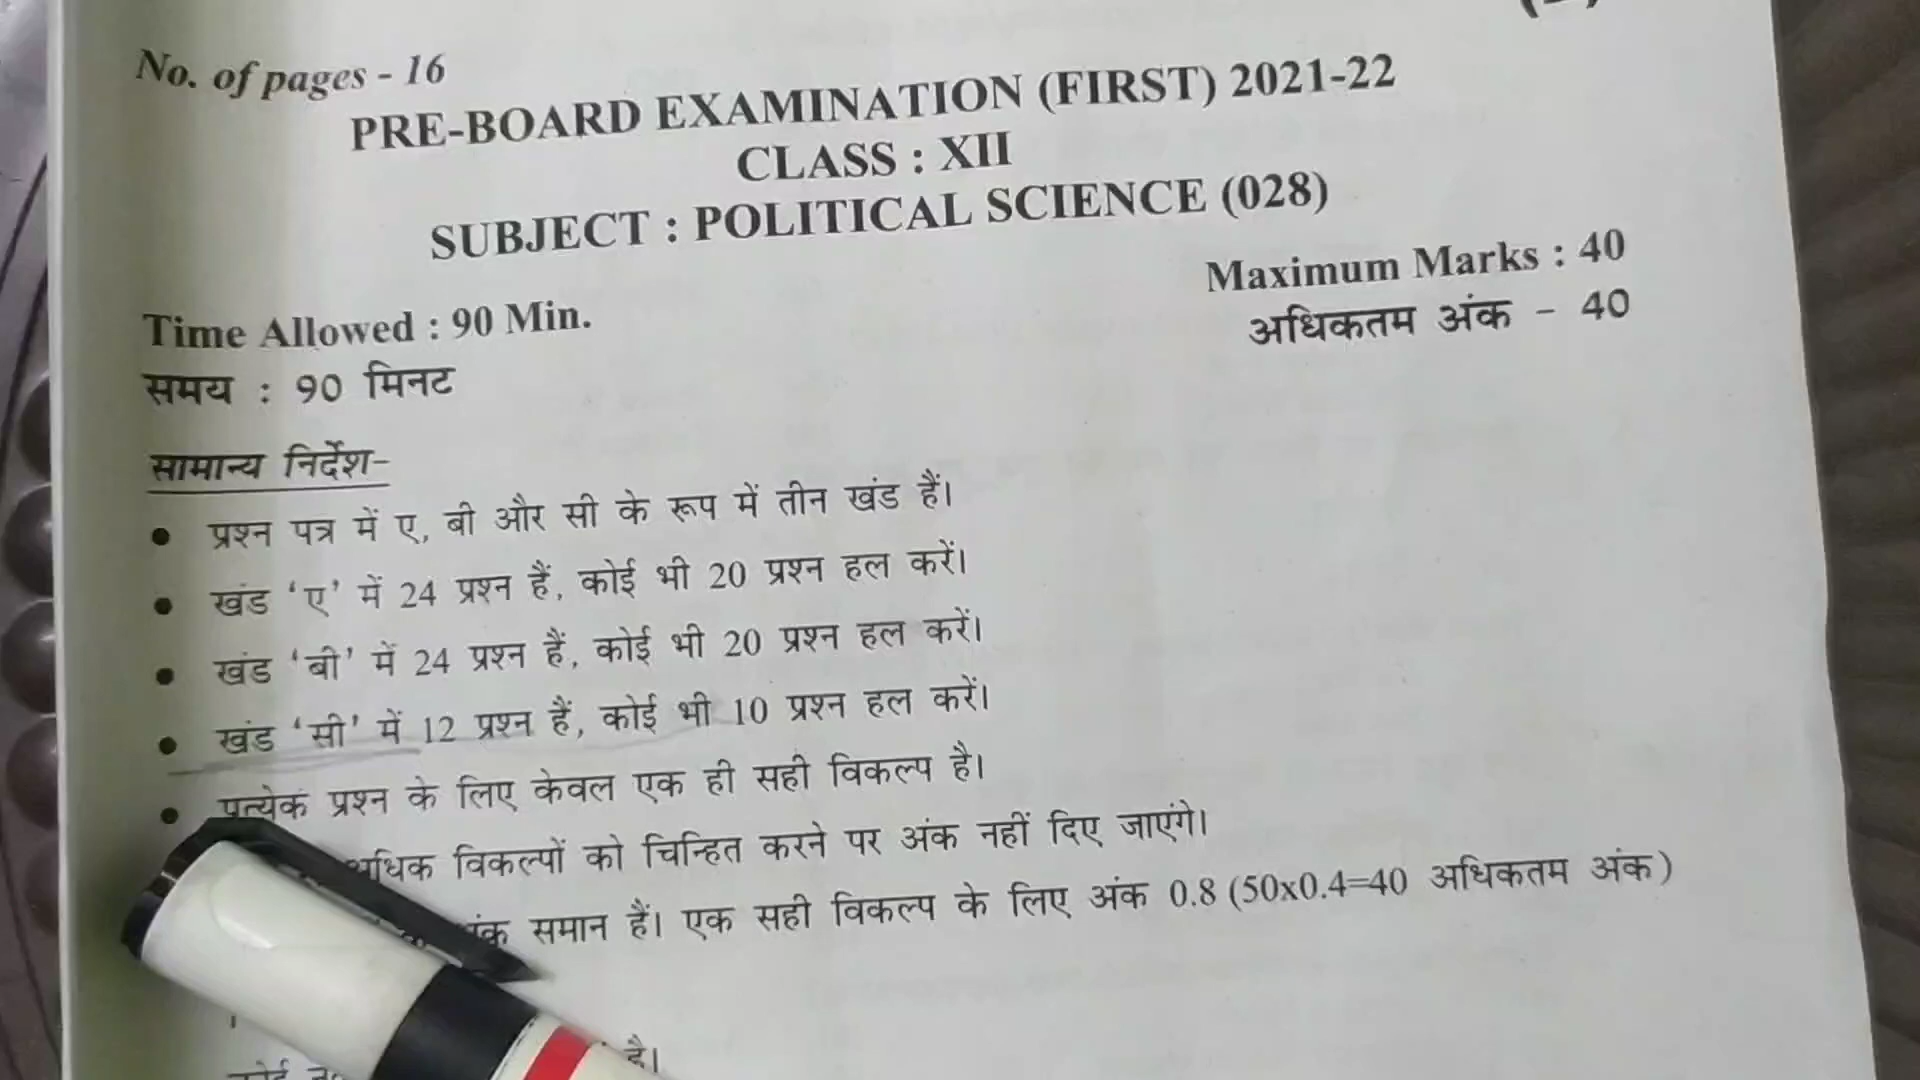 No. of pages - 16
PRE-BOARD EXAMINATION (FIRST) 2021-22
CLASS : XII
SUBJECT : POLITICAL SCIENCE (028)
Time Allowed : 90 Min.
Maximum Marks : 40
समय : 90 मिनट
अधिकतम अंक - 40
सामान्य निर्देश-
• प्रश्न पत्र में ए, बी और सी के रूप में तीन खंड हैं।
• खंड 'ए' में 24 प्रश्न हैं, कोई भी 20 प्रश्न हल करें।
• खंड 'बी' में 24 प्रश्न हैं, कोई भी 20 प्रश्न हल करें।
• खंड 'सी' में 12 प्रश्न हैं, कोई भी 10 प्रश्न हल करें।
• प्रत्येक प्रश्न के लिए केवल एक ही सही विकल्प है।
अधिक विकल्पों को चिन्हित करने पर अंक नहीं दिए जाएंगे।
समान हैं। एक सही विकल्प के लिए अंक 0.8 (50x0.4=40 अधिकतम अंक)
है।